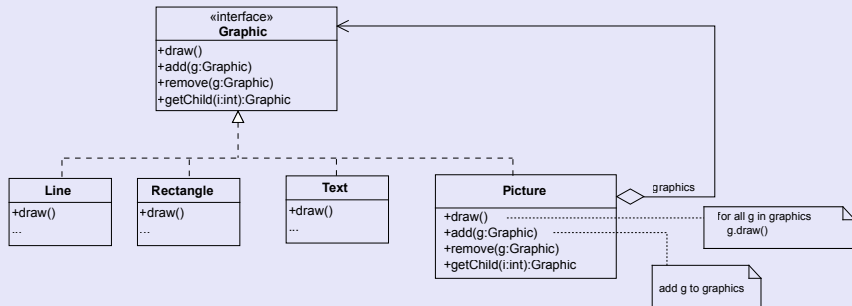 «interface»
Graphic
+draw()
+add(g:Graphic)
+remove(g:Graphic)
+getChild(i:int):Graphic
Line
+draw()
...
Rectangle
+draw()
...
Text
+draw()
...
Picture
+draw()
+add(g:Graphic)
+remove(g:Graphic)
+getChild(i:int):Graphic
graphics
for all g in graphics
g.draw()
add g to graphics